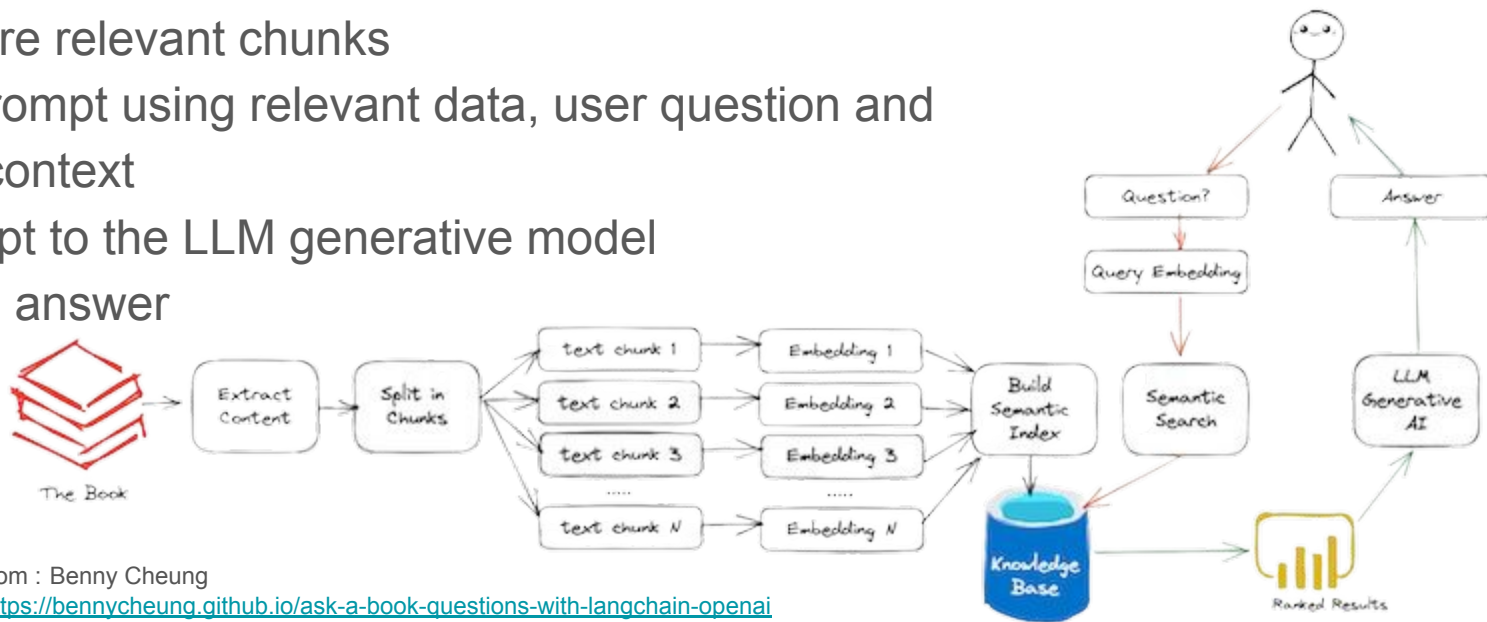 re relevant chunks
rompt using relevant data, user question and
context
pt to the LLM generative model
answer
The Book
Extract
Content
Split in
Chunks
text chunk 1
text chunk 2
text chunk 3
.....
text chunk N
Embedding 1
Embedding 2
Embedding 3
.....
Embedding N
Build
Semantic
Index
Knowledge
Base
Question?
Query Embedding
Semantic
Search
Ranked Results
LLM
Generative
AI
Answer
om : Benny Cheung
tps://bennycheung.github.io/ask-a-book-questions-with-langchain-openai